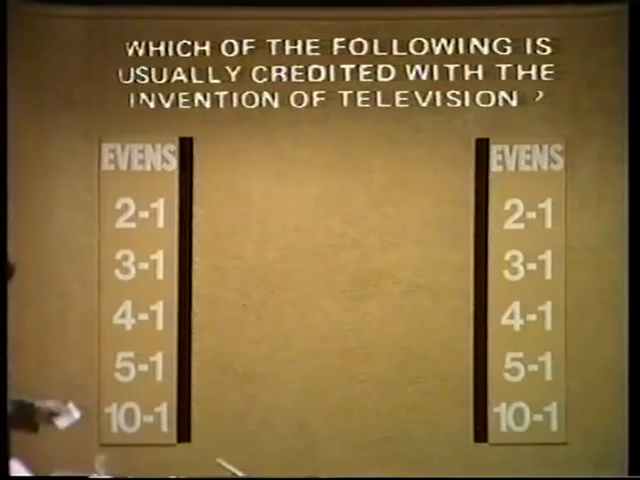 WHICH OF THE FOLLOWING IS
USUALLY CREDITED WITH THE
INVENTION OF TELEVISION ?
EVENS EVENS
2-1 2-1
3-1 3-1
4-1 4-1
5-1 5-1
10-1 10-1